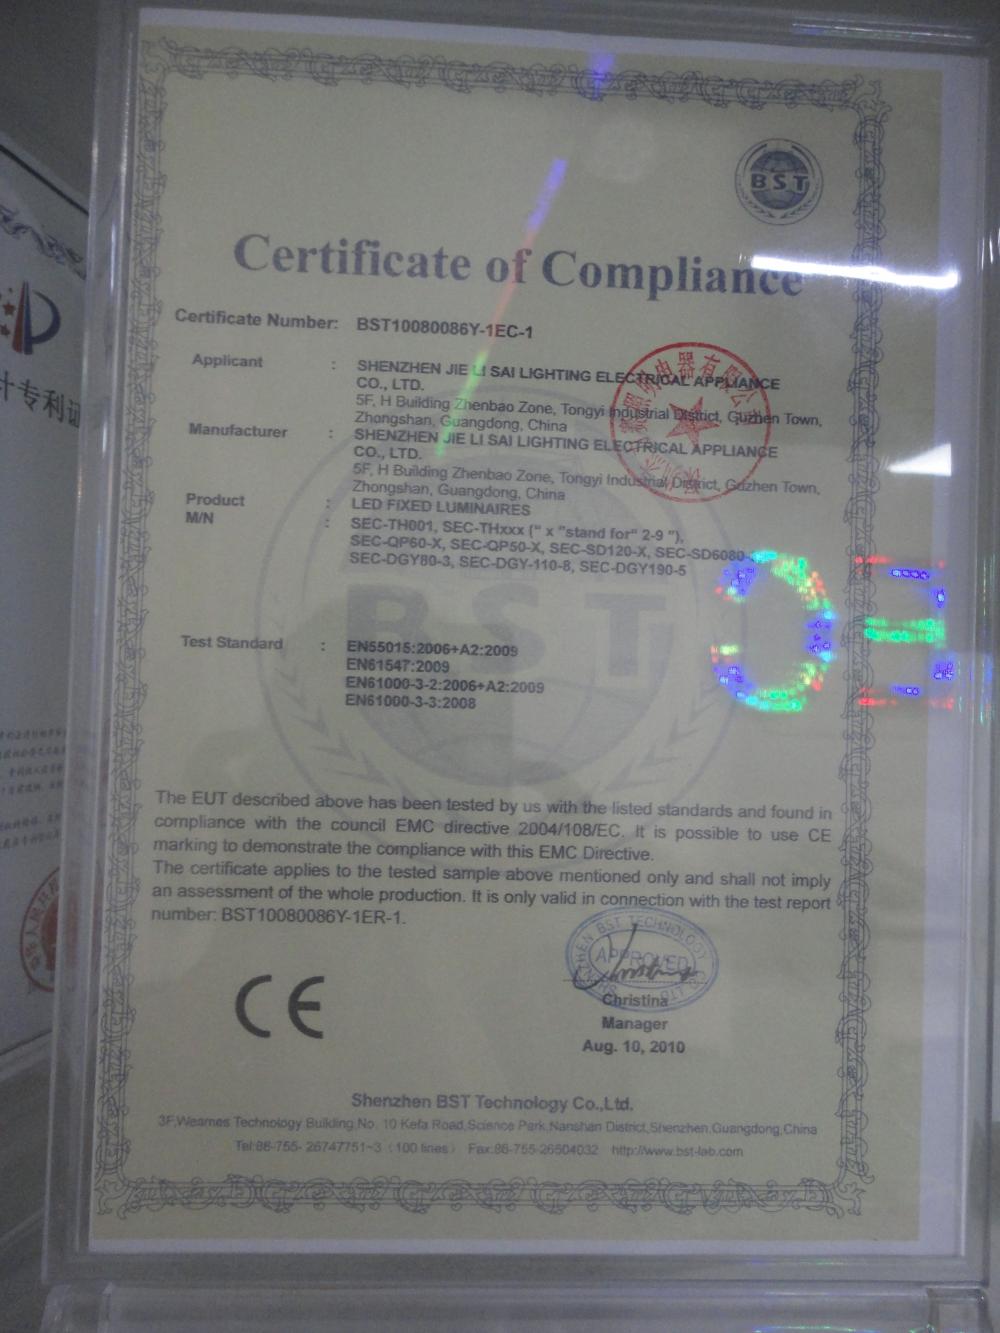 BST
Certificate of Compliance
Certificate Number: BST10080086Y-1EC-1
Applicant : SHENZHEN JIE LI SAI LIGHTING ELECTRICAL APPLIANCE
CO., LTD.
5F, H Building Zhenbao Zone, Tongyi Industrial District, Guzhen Town,
Zhongshan, Guangdong, China
Manufacturer : SHENZHEN JIE LI SAI LIGHTING ELECTRICAL APPLIANCE
CO., LTD.
5F, H Building Zhenbao Zone, Tongyi Industrial District, Guzhen Town,
Zhongshan, Guangdong, China
Product : LED FIXED LUMINAIRES
M/N : SEC-TH001, SEC-THxxx (" x "stand for" 2-9 "),
SEC-QP60-X, SEC-QP50-X, SEC-SD120-X, SEC-SD6080-
SEC-DGY80-3, SEC-DGY-110-8, SEC-DGY190-5
BST
Test Standard : EN55015:2006+A2:2009
EN61547:2009
EN61000-3-2:2006+A2:2009
EN61000-3-3:2008
The EUT described above has been tested by us with the listed standards and found in
compliance with the council EMC directive 2004/108/EC. It is possible to use CE
marking to demonstrate the compliance with this EMC Directive.
The certificate applies to the tested sample above mentioned only and shall not imply
an assessment of the whole production. It is only valid in connection with the test report
number: BST10080086Y-1ER-1.
BST TECHNOLOGY
APPROVED
CE
Christina
Manager
Aug. 10, 2010
Shenzhen BST Technology Co.,Ltd.
3F,Weames Technology Building,No. 10 Kefa Road,Science Park,Nanshan District,Shenzhen,Guangdong,China
Tel:86-755- 26747751~3（100 lines） Fax:86-755-26504032 http://www.bst-lab.com
计专利证